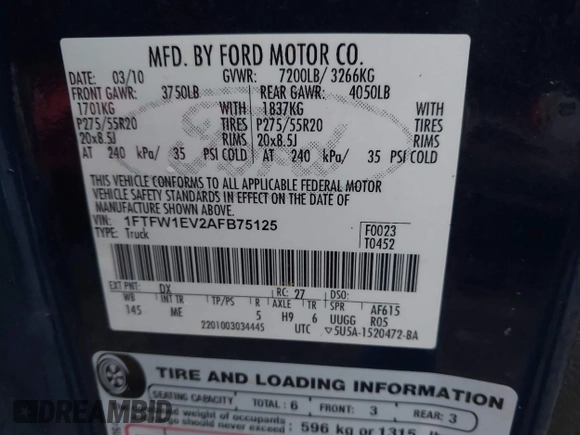 MFD. BY FORD MOTOR CO.
DATE: 03/10 GVWR: 7200LB/ 3266KG
FRONT GAWR: 3750LB REAR GAWR: 4050LB
1701KG WITH 1837KG WITH
P275/55R20 TIRES P275/55R20 TIRES
20x8.5J RIMS 20x8.5J RIMS
AT 240 kPa/ 35 PSI COLD AT 240 kPa/ 35 PSI COLD
THIS VEHICLE CONFORMS TO ALL APPLICABLE FEDERAL MOTOR
VEHICLE SAFETY STANDARDS IN EFFECT ON THE DATE OF
MANUFACTURE SHOWN ABOVE.
VIN: 1FTFW1EV2AFB75125 F0023
TYPE: Truck T0452
EXT PNT: DX RC: 27 AF615
WB INT TR TP/PS R AXLE TR SPR R05
145 ME 5 H9 6 UUGG
2201003034445 UTC ▽5U5A-1520472-BA
TIRE AND LOADING INFORMATION
SEATING CAPACITY TOTAL: 6 FRONT: 3 REAR: 3
weight of occupants 596 kg or 1315
DREAMBID